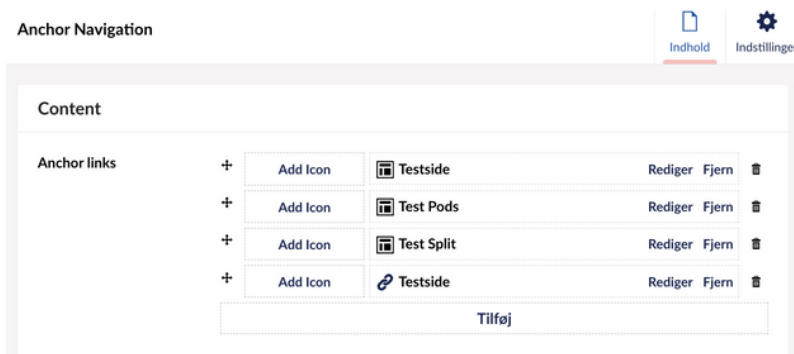 Anchor Navigation
Indhold
Indstillinge
Content
Anchor links
Add Icon Testside Rediger Fjern
Add Icon Test Pods Rediger Fjern
Add Icon Test Split Rediger Fjern
Add Icon Testside Rediger Fjern
Tilføj